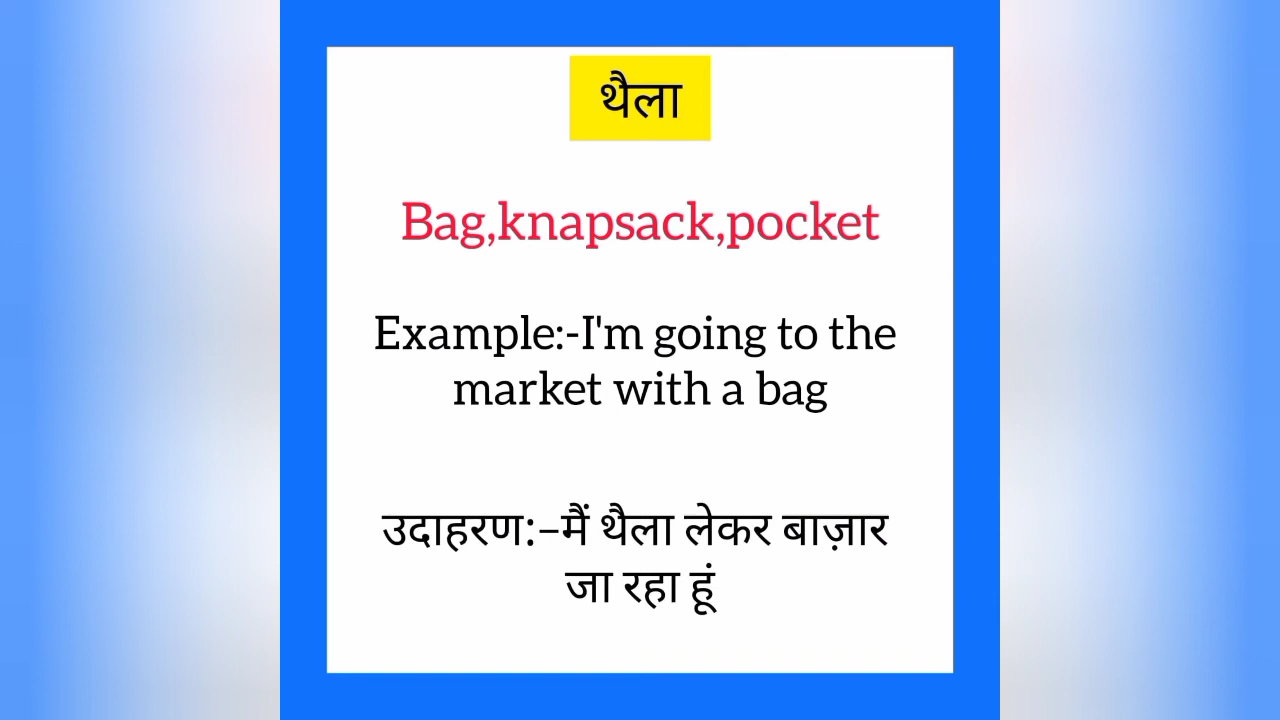 थैला
Bag,knapsack,pocket
Example:-I'm going to the
market with a bag
उदाहरण:–मैं थैला लेकर बाज़ार
जा रहा हूं